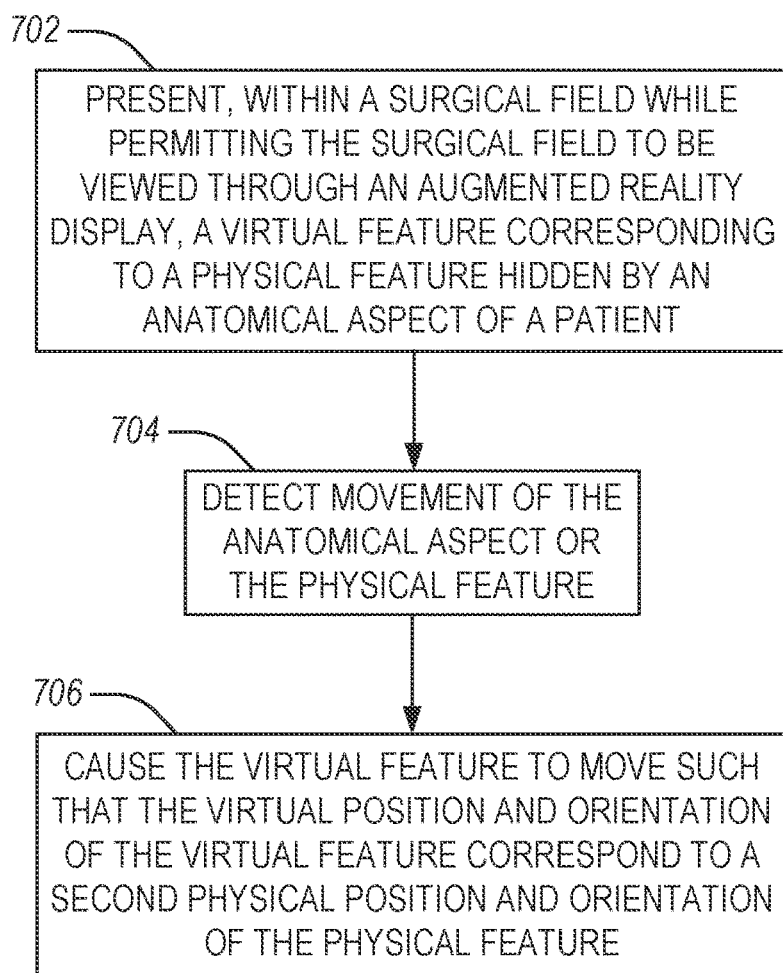 702
PRESENT, WITHIN A SURGICAL FIELD WHILE
PERMITTING THE SURGICAL FIELD TO BE
VIEWED THROUGH AN AUGMENTED REALITY
DISPLAY, A VIRTUAL FEATURE CORRESPONDING
TO A PHYSICAL FEATURE HIDDEN BY AN
ANATOMICAL ASPECT OF A PATIENT
704
DETECT MOVEMENT OF THE
ANATOMICAL ASPECT OR
THE PHYSICAL FEATURE
706
CAUSE THE VIRTUAL FEATURE TO MOVE SUCH
THAT THE VIRTUAL POSITION AND ORIENTATION
OF THE VIRTUAL FEATURE CORRESPOND TO A
SECOND PHYSICAL POSITION AND ORIENTATION
OF THE PHYSICAL FEATURE